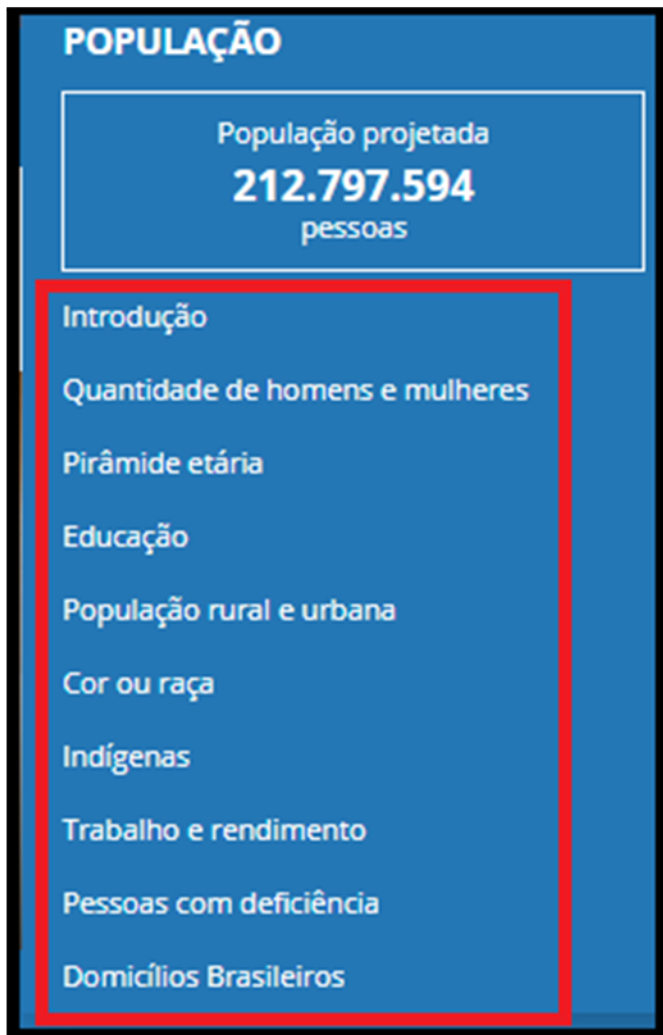 POPULAÇÃO
População projetada
212.797.594
pessoas
Introdução
Quantidade de homens e mulheres
Pirâmide etária
Educação
População rural e urbana
Cor ou raça
Indígenas
Trabalho e rendimento
Pessoas com deficiência
Domicílios Brasileiros